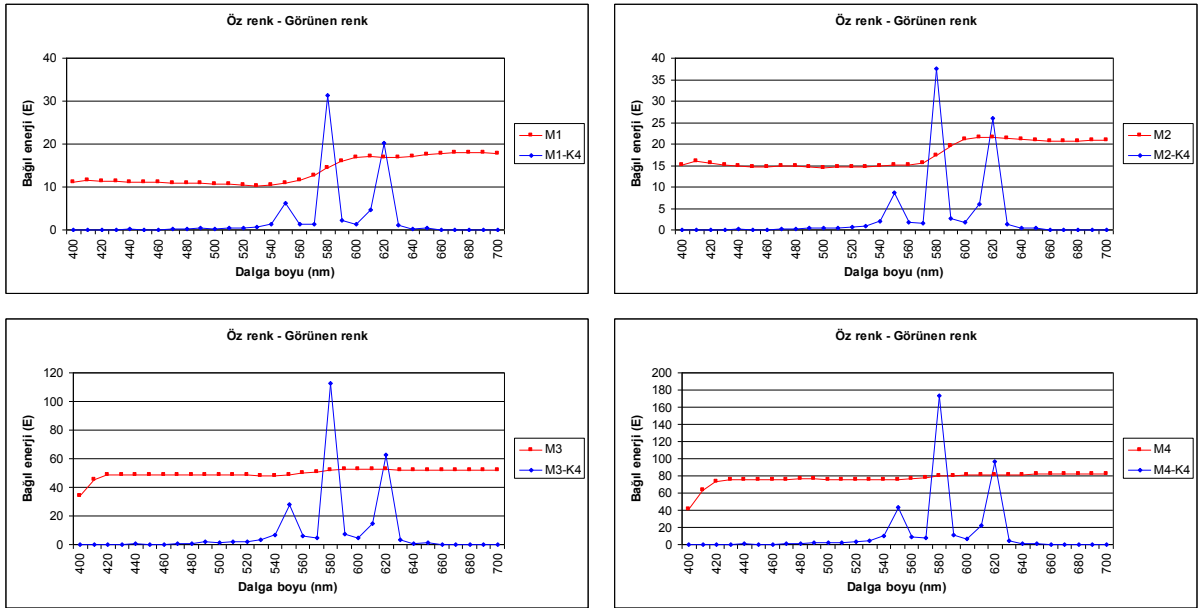 Öz renk - Görünen renk
Bağıl enerji (E)
40
30
20
10
0
400 420 440 460 480 500 520 540 560 580 600 620 640 660 680 700
Dalga boyu (nm)
M1
M1-K4
Öz renk - Görünen renk
Bağıl enerji (E)
40
35
30
25
20
15
10
5
0
400 420 440 460 480 500 520 540 560 580 600 620 640 660 680 700
Dalga boyu (nm)
M2
M2-K4
Öz renk - Görünen renk
Bağıl enerji (E)
120
100
80
60
40
20
0
400 420 440 460 480 500 520 540 560 580 600 620 640 660 680 700
Dalga boyu (nm)
M3
M3-K4
Öz renk - Görünen renk
Bağıl enerji (E)
200
180
160
140
120
100
80
60
40
20
0
400 420 440 460 480 500 520 540 560 580 600 620 640 660 680 700
Dalga boyu (nm)
M4
M4-K4